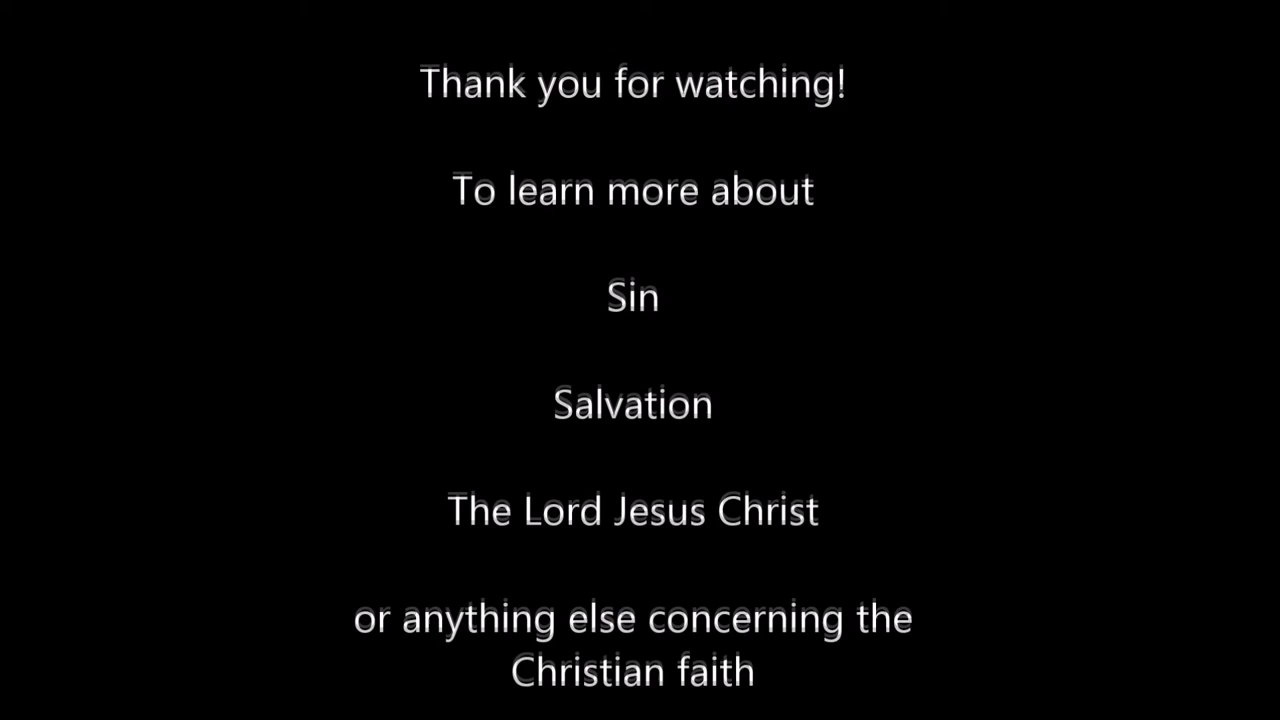 Thank you for watching!
To learn more about
Sin
Salvation
The Lord Jesus Christ
or anything else concerning the
Christian faith